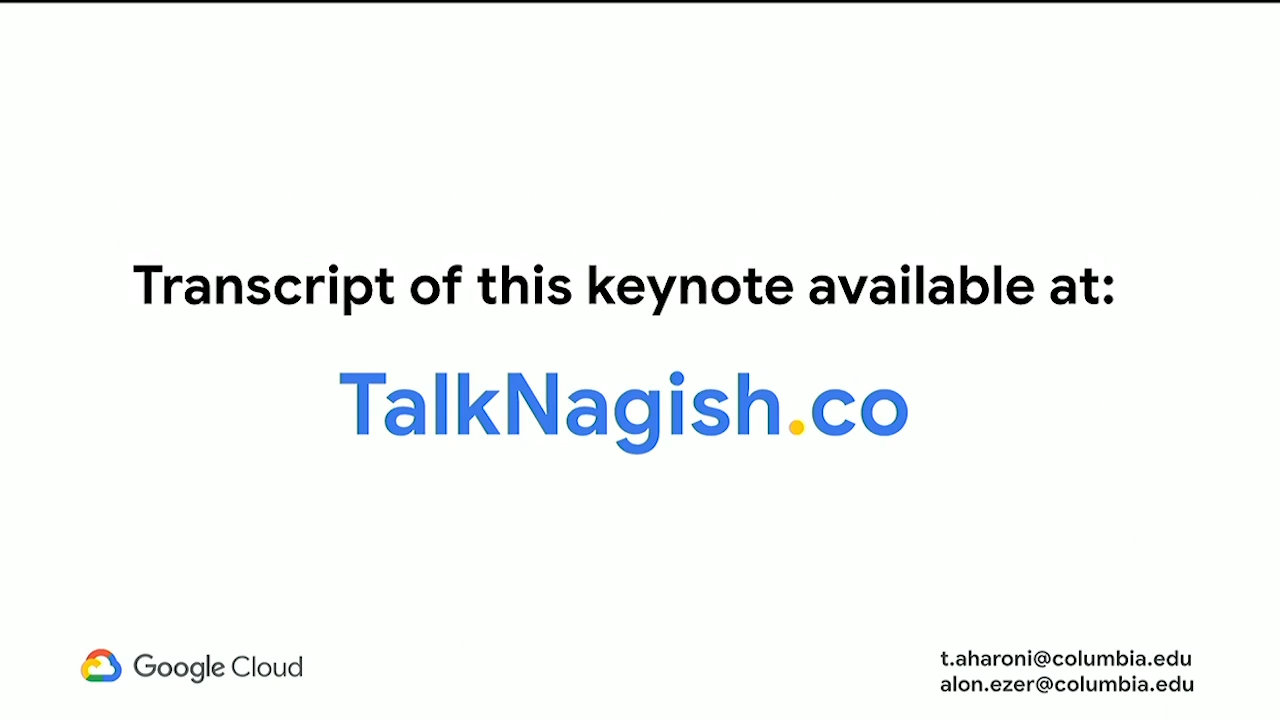 Transcript of this keynote available at:
TalkNagish.co
Google Cloud
t.aharoni@columbia.edu
alon.ezer@columbia.edu